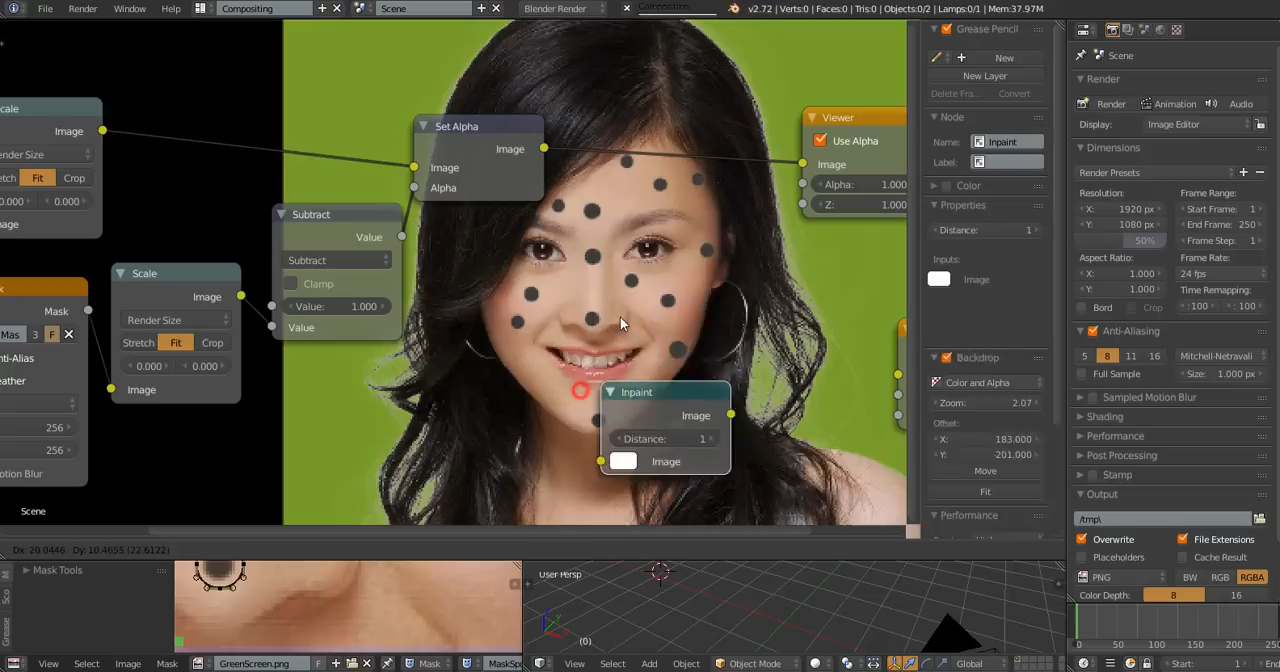 File Render Window Help Compositing Scene Blender Render v2.72 | Verts:0 | Faces:0 | Tris:0 | Objects:0/2 | Lamps:0/1 | Mem:37.97M
cale
Image
ender Size
etch Fit Crop
0.000 0.000
age
Set Alpha
Image
Image
Alpha
Viewer
Use Alpha
Image
Alpha: 1.000
Z: 1.000
Subtract
Value
Subtract
Clamp
Value: 1.000
Value
k
Mask
Mas 3 F
nti-Alias
eather
256
256
otion Blur
Scale
Image
Render Size
Stretch Fit Crop
0.000 0.000
Image
Inpaint
Image
Distance: 1
Image
Scene
Dx: 20.0446 Dy: 10.4655 (22.6122)
Grease Pencil
New
New Layer
Delete Fra... Convert
Node
Name: Inpaint
Label:
Color
Properties
Distance: 1
Inputs:
Image
Backdrop
Color and Alpha
Zoom: 2.07
Offset:
X: 183.000
Y: -201.000
Move
Fit
Performance
Scene
Render
Render Animation Audio
Display: Image Editor
Dimensions
Render Presets
Resolution: Frame Range:
X: 1920 px Start Frame: 1
Y: 1080 px End Frame: 250
50% Frame Step: 1
Aspect Ratio: Frame Rate:
X: 1.000 24 fps
Y: 1.000 Time Remapping:
Bord Crop :100 :100
Anti-Aliasing
5 8 11 16 Mitchell-Netravali
Full Sample Size: 1.000 px
Sampled Motion Blur
Shading
Performance
Post Processing
Stamp
Output
/tmp\
Overwrite File Extensions
Placeholders Cache Result
PNG BW RGB RGBA
Color Depth: 8 16
Mask Tools
M
Sco
Grease
User Persp
(0)
View Select Image Mask GreenScreen.png F Mask MaskSp
View Select Add Object Object Mode Global
Start: 1 En